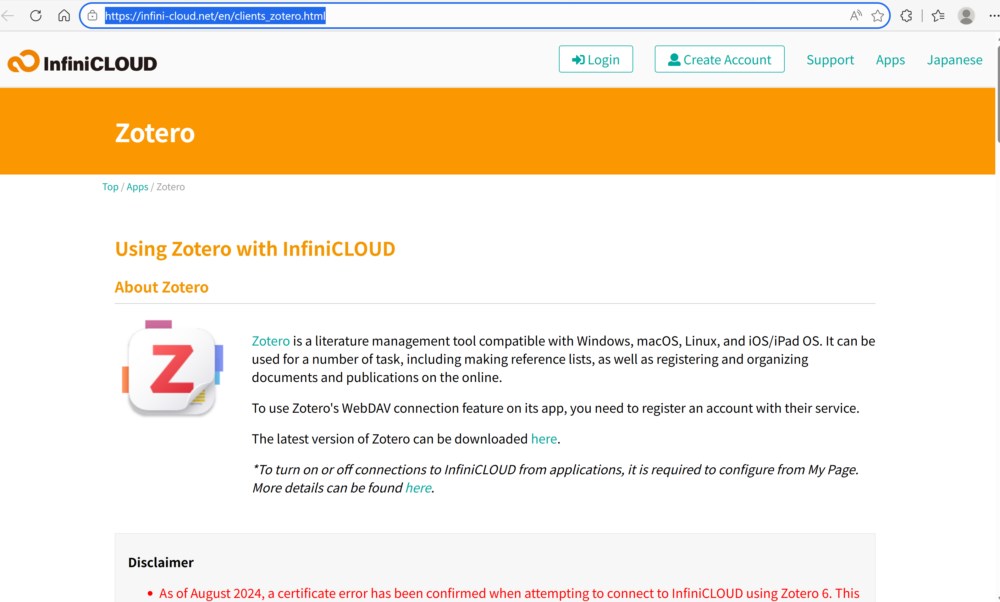 https://infini-cloud.net/en/clients_zotero.html
InfiniCLOUD
Login
Create Account
Support
Apps
Japanese
Zotero
Top / Apps / Zotero
Using Zotero with InfiniCLOUD
About Zotero
Zotero is a literature management tool compatible with Windows, macOS, Linux, and iOS/iPad OS. It can be
used for a number of task, including making reference lists, as well as registering and organizing
documents and publications on the online.
To use Zotero's WebDAV connection feature on its app, you need to register an account with their service.
The latest version of Zotero can be downloaded here.
*To turn on or off connections to InfiniCLOUD from applications, it is required to configure from My Page.
More details can be found here.
Disclaimer
• As of August 2024, a certificate error has been confirmed when attempting to connect to InfiniCLOUD using Zotero 6. This